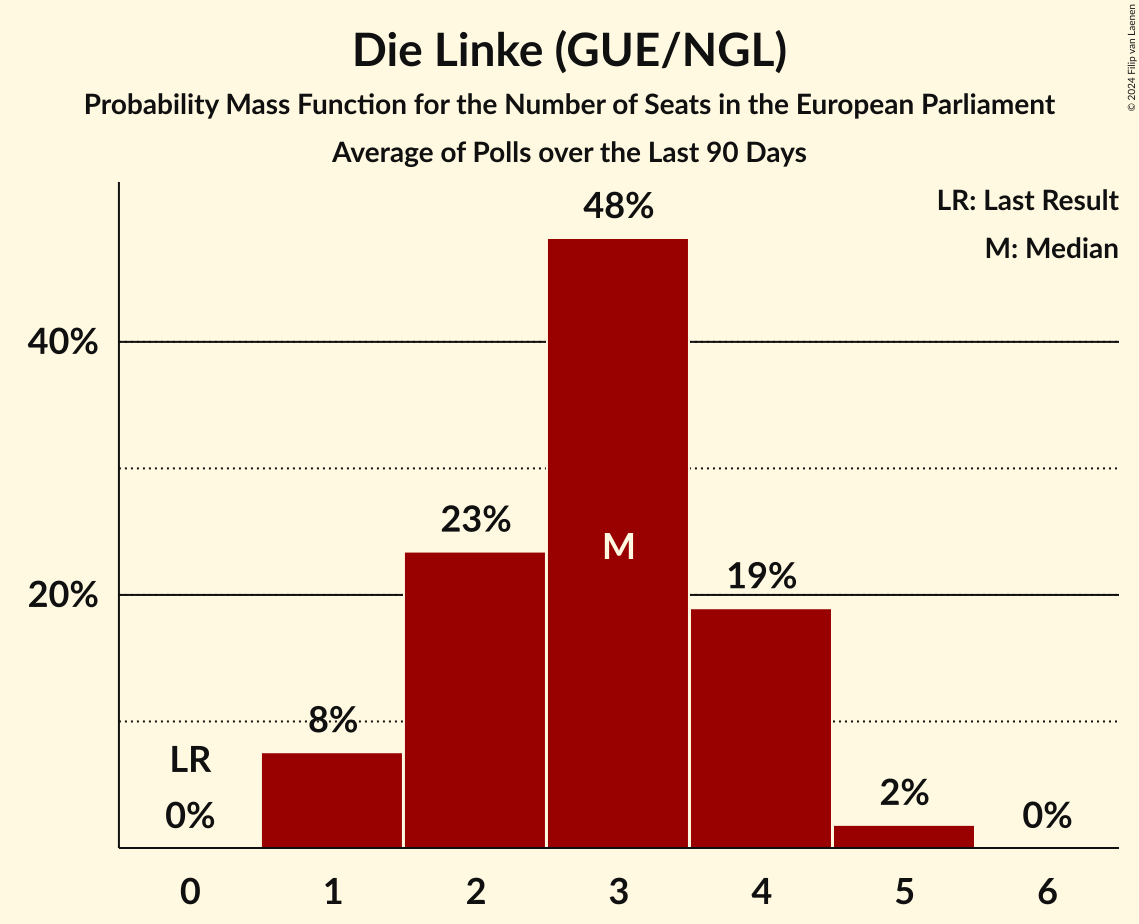 Die Linke (GUE/NGL)
Probability Mass Function for the Number of Seats in the European Parliament
Average of Polls over the Last 90 Days
© 2024 Filip van Laenen
LR: Last Result
M: Median
48%
40%
23%
M
19%
20%
8%
LR
0%
2%
0%
0 1 2 3 4 5 6